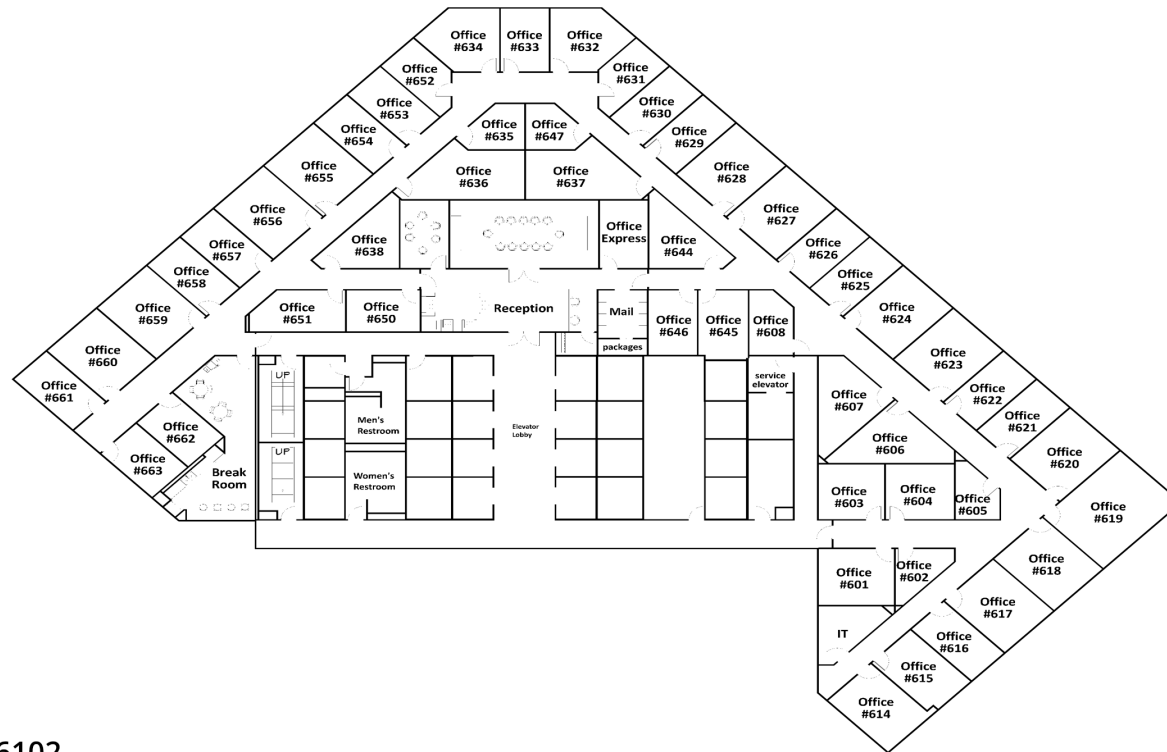 Office
#634
Office
#633
Office
#632
Office
#652
Office
#631
Office
#653
Office
#630
Office
#654
Office
#635
Office
#647
Office
#629
Office
#655
Office
#636
Office
#637
Office
#628
Office
#656
Office
#627
Office
#657
Office
#638
Office
Express
Office
#644
Office
#626
Office
#658
Office
#625
Office
#659
Office
#651
Office
#650
Reception
Mail
packages
Office
#646
Office
#645
Office
#608
Office
#624
Office
#660
Office
#623
Office
#661
UP
service
elevator
Office
#607
Office
#622
Office
#621
Office
#662
Men's
Restroom
Elevator
Lobby
Office
#606
Office
#620
Office
#663
Break
Room
UP
Women's
Restroom
Office
#603
Office
#604
Office
#605
Office
#619
Office
#601
Office
#602
Office
#618
IT
Office
#617
Office
#616
Office
#615
Office
#614
6102